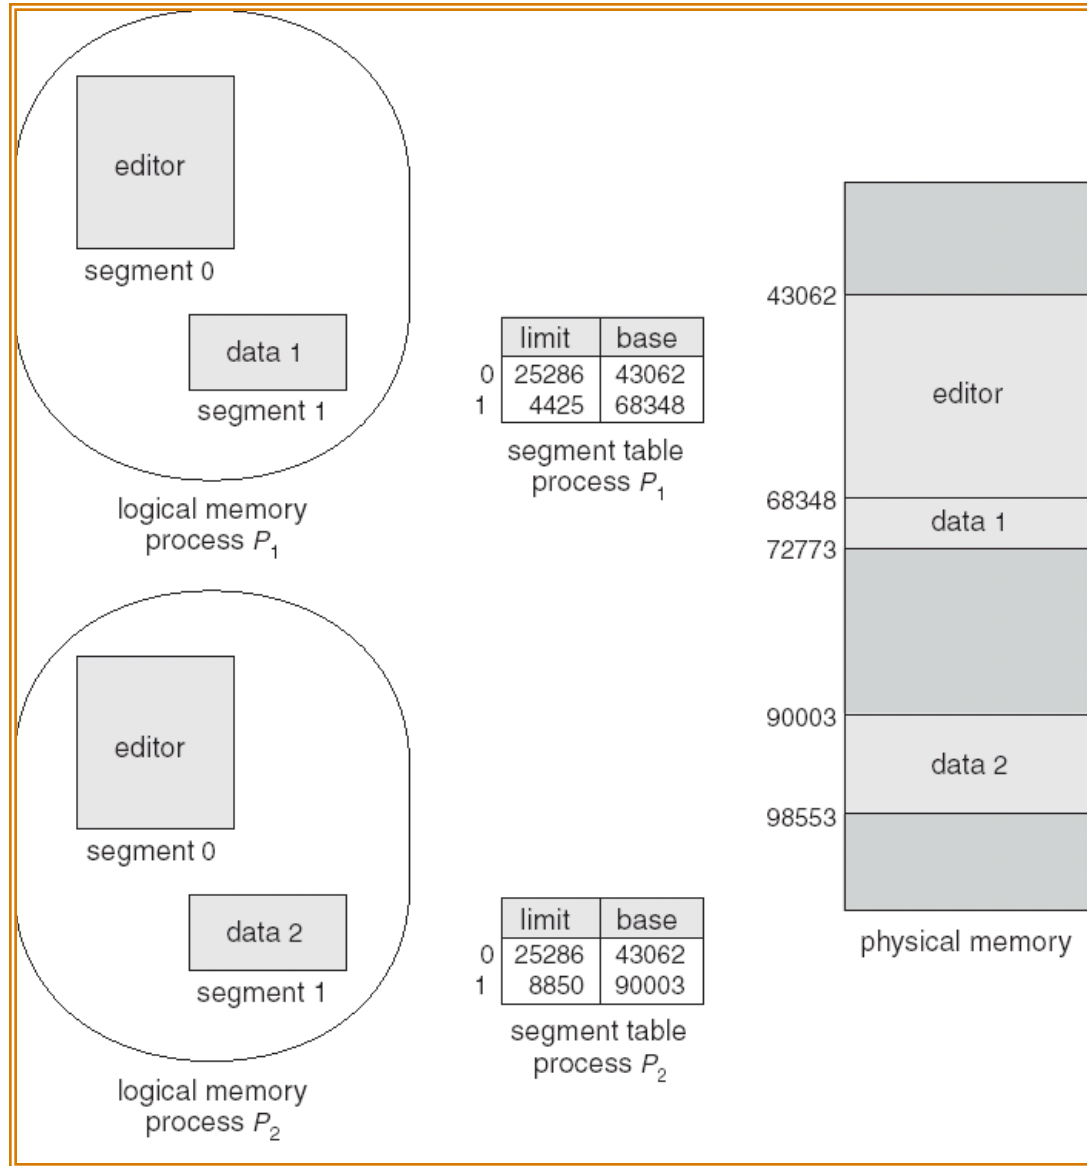 editor
segment 0
data 1
segment 1
logical memory
process P1
limit base
0 25286 43062
1 4425 68348
segment table
process P1
editor
segment 0
data 2
segment 1
logical memory
process P2
limit base
0 25286 43062
1 8850 90003
segment table
process P2
43062
editor
68348
data 1
72773
90003
data 2
98553
physical memory